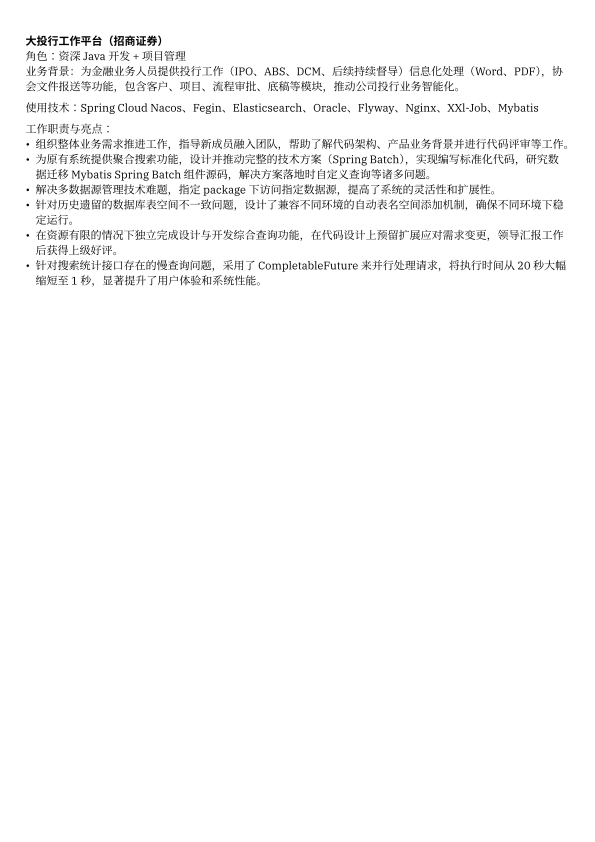 大投行工作平台（招商证券）
角色：资深 Java 开发 + 项目管理
业务背景：为金融业务人员提供投行工作（IPO、ABS、DCM、后续持续督导）信息化处理（Word、PDF），协
会文件报送等功能，包含客户、项目、流程审批、底稿等模块，推动公司投行业务智能化。
使用技术：Spring Cloud Nacos、Fegin、Elasticsearch、Oracle、Flyway、Nginx、XXl-Job、Mybatis
工作职责与亮点：
• 组织整体业务需求推进工作，指导新成员融入团队，帮助了解代码架构、产品业务背景并进行代码评审等工作。
• 为原有系统提供聚合搜索功能，设计并推动完整的技术方案（Spring Batch），实现编写标准化代码，研究数
据迁移 Mybatis Spring Batch 组件源码，解决方案落地时自定义查询等诸多问题。
• 解决多数据源管理技术难题，指定 package 下访问指定数据源，提高了系统的灵活性和扩展性。
• 针对历史遗留的数据库表空间不一致问题，设计了兼容不同环境的自动表名空间添加机制，确保不同环境下稳
定运行。
• 在资源有限的情况下独立完成设计与开发综合查询功能，在代码设计上预留扩展应对需求变更，领导汇报工作
后获得上级好评。
• 针对搜索统计接口存在的慢查询问题，采用了 CompletableFuture 来并行处理请求，将执行时间从 20 秒大幅
缩短至 1 秒，显著提升了用户体验和系统性能。